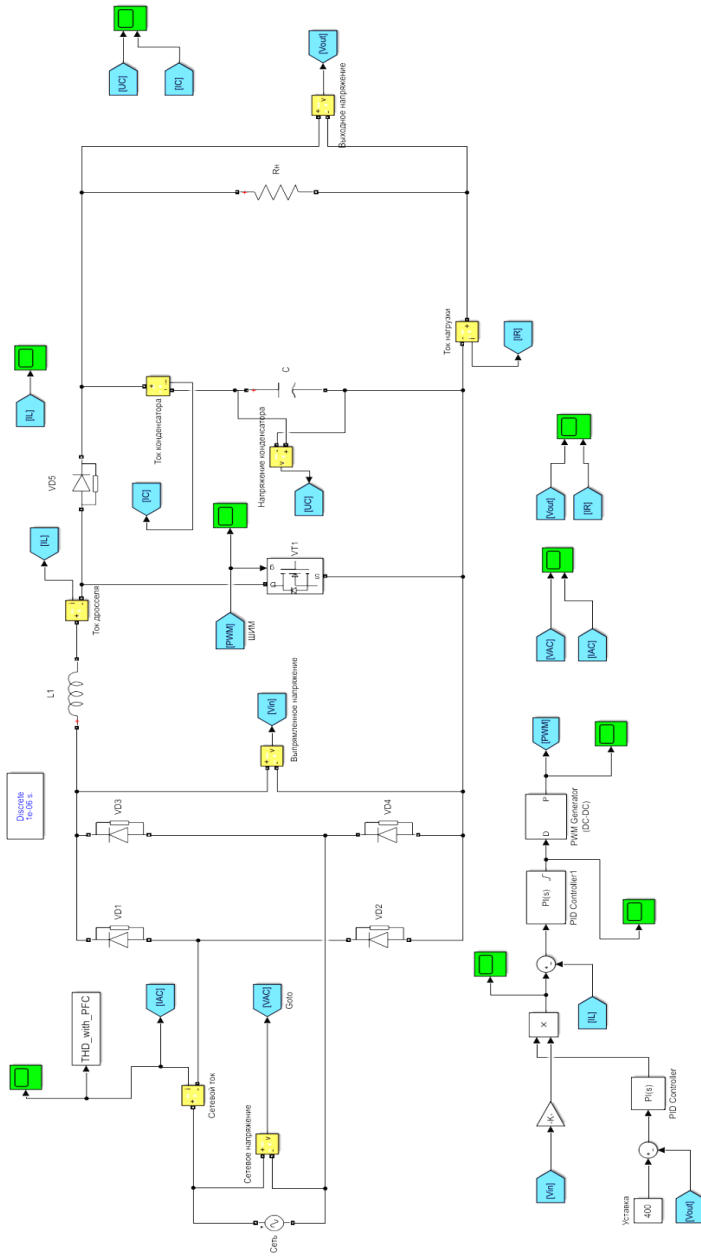 [UC]
[IC]
[Vout]
Выходное напряжение
Rн
[IL]
Ток нагрузки
[IR]
VD5
Ток конденсатора
C
[IC]
Напряжение конденсатора
[UC]
[IL]
Ток дросселя
[PWM]
ШИМ
VT1
g
D
S
L1
[Vin]
Выпрямленное напряжение
Discrete
1e-06 s.
VD3
VD4
VD1
VD2
THD_with_PFC
[IAC]
Сетевой ток
[VAC]
Goto
Сетевое напряжение
Сеть
[Vout]
[IR]
[VAC]
[IAC]
[PWM]
D
P
PWM Generator
(DC-DC)
PI(s)
PID Controller1
X
[IL]
-K-
[Vin]
PI(s)
PID Controller
Уставка
400
[Vout]